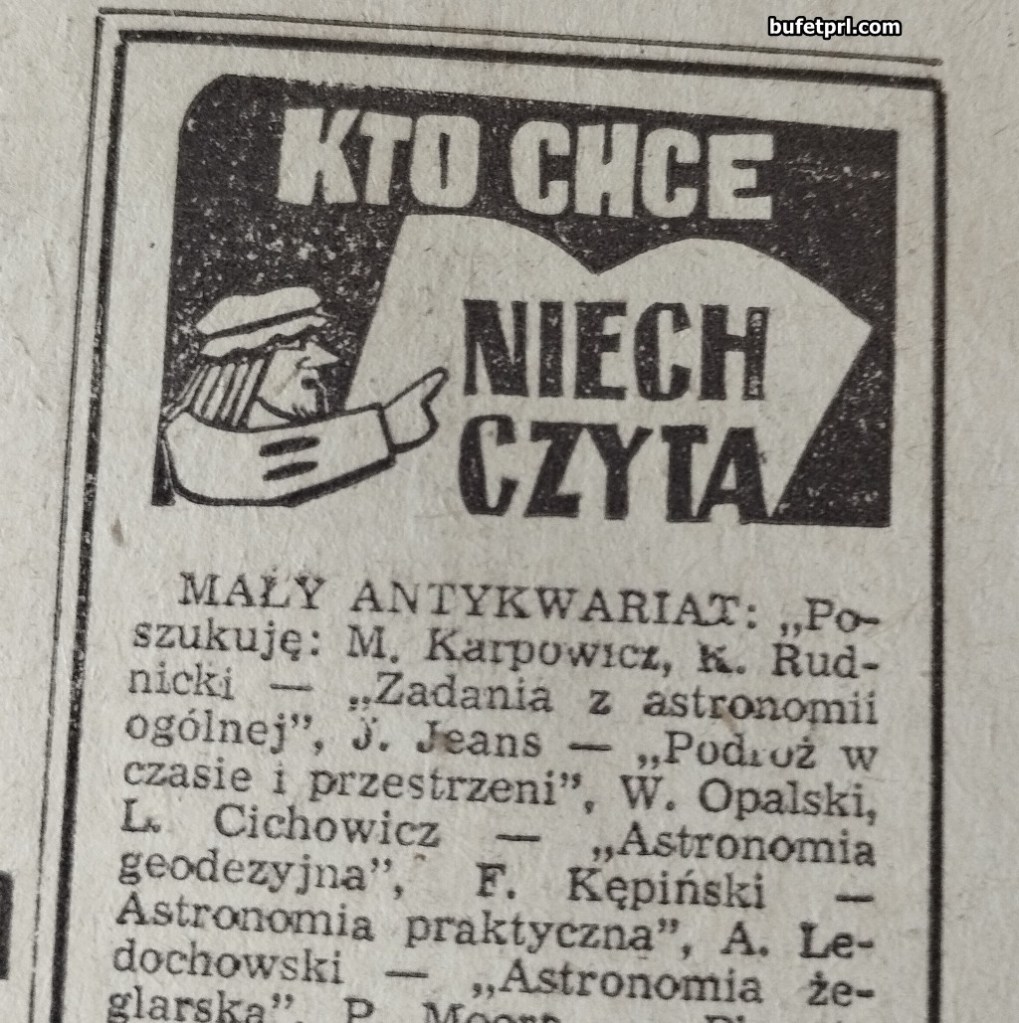 bufetprl.com
KTO CHCE
NIECH
CZYTA
MAŁY ANTYKWARIAT: „Po-
szukuję: M. Karpowicz, K. Rud-
nicki — „Zadania z astronomii
ogólnej”, J. Jeans — „Podróż w
czasie i przestrzeni”, W. Opalski,
L. Cichowicz — „Astronomia
geodezyjna”, F. Kępiński —
Astronomia praktyczna”, A. Le-
dochowski — „Astronomia że-
glarska”, P.